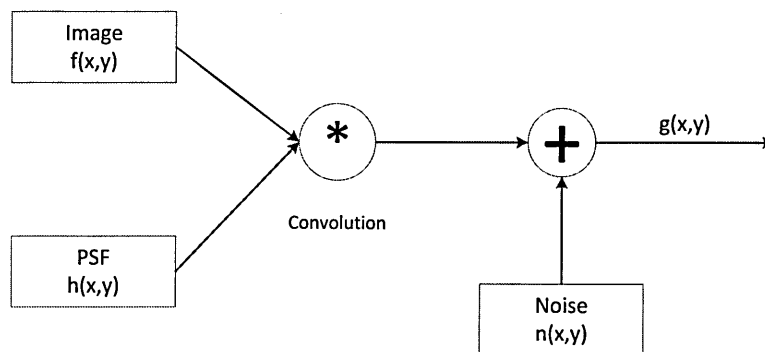 Image
f(x,y)
*
Convolution
+
g(x,y)
PSF
h(x,y)
Noise
n(x,y)